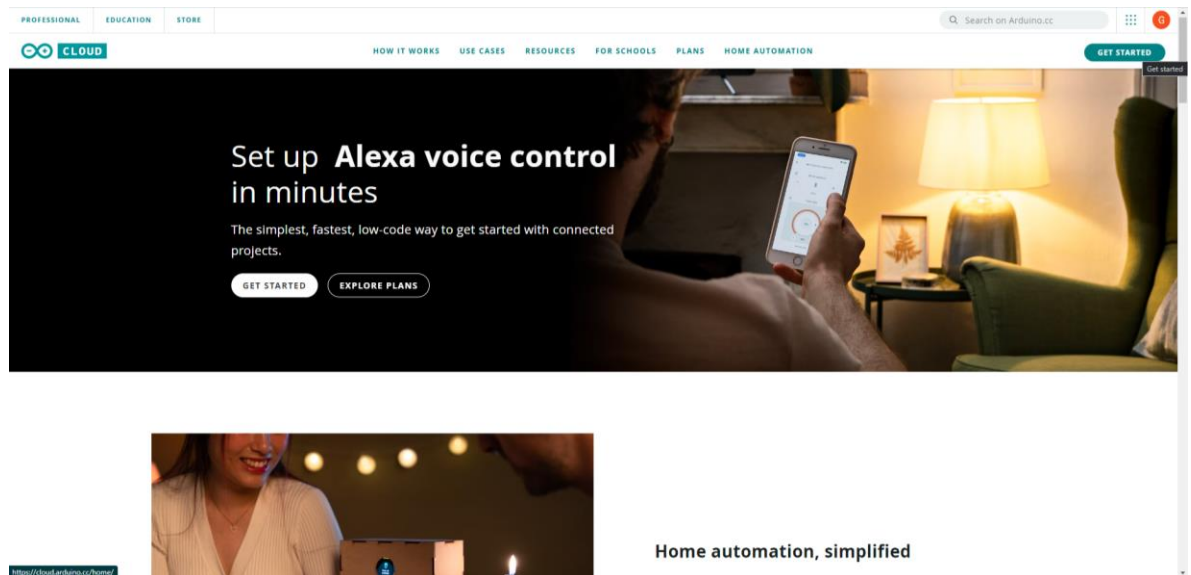 PROFESSIONAL EDUCATION STORE
Search on Arduino.cc
G
CLOUD
HOW IT WORKS USE CASES RESOURCES FOR SCHOOLS PLANS HOME AUTOMATION
GET STARTED
Get started
Set up Alexa voice control
in minutes
The simplest, fastest, low-code way to get started with connected
projects.
GET STARTED EXPLORE PLANS
Home automation, simplified
https://cloud.arduino.cc/home/